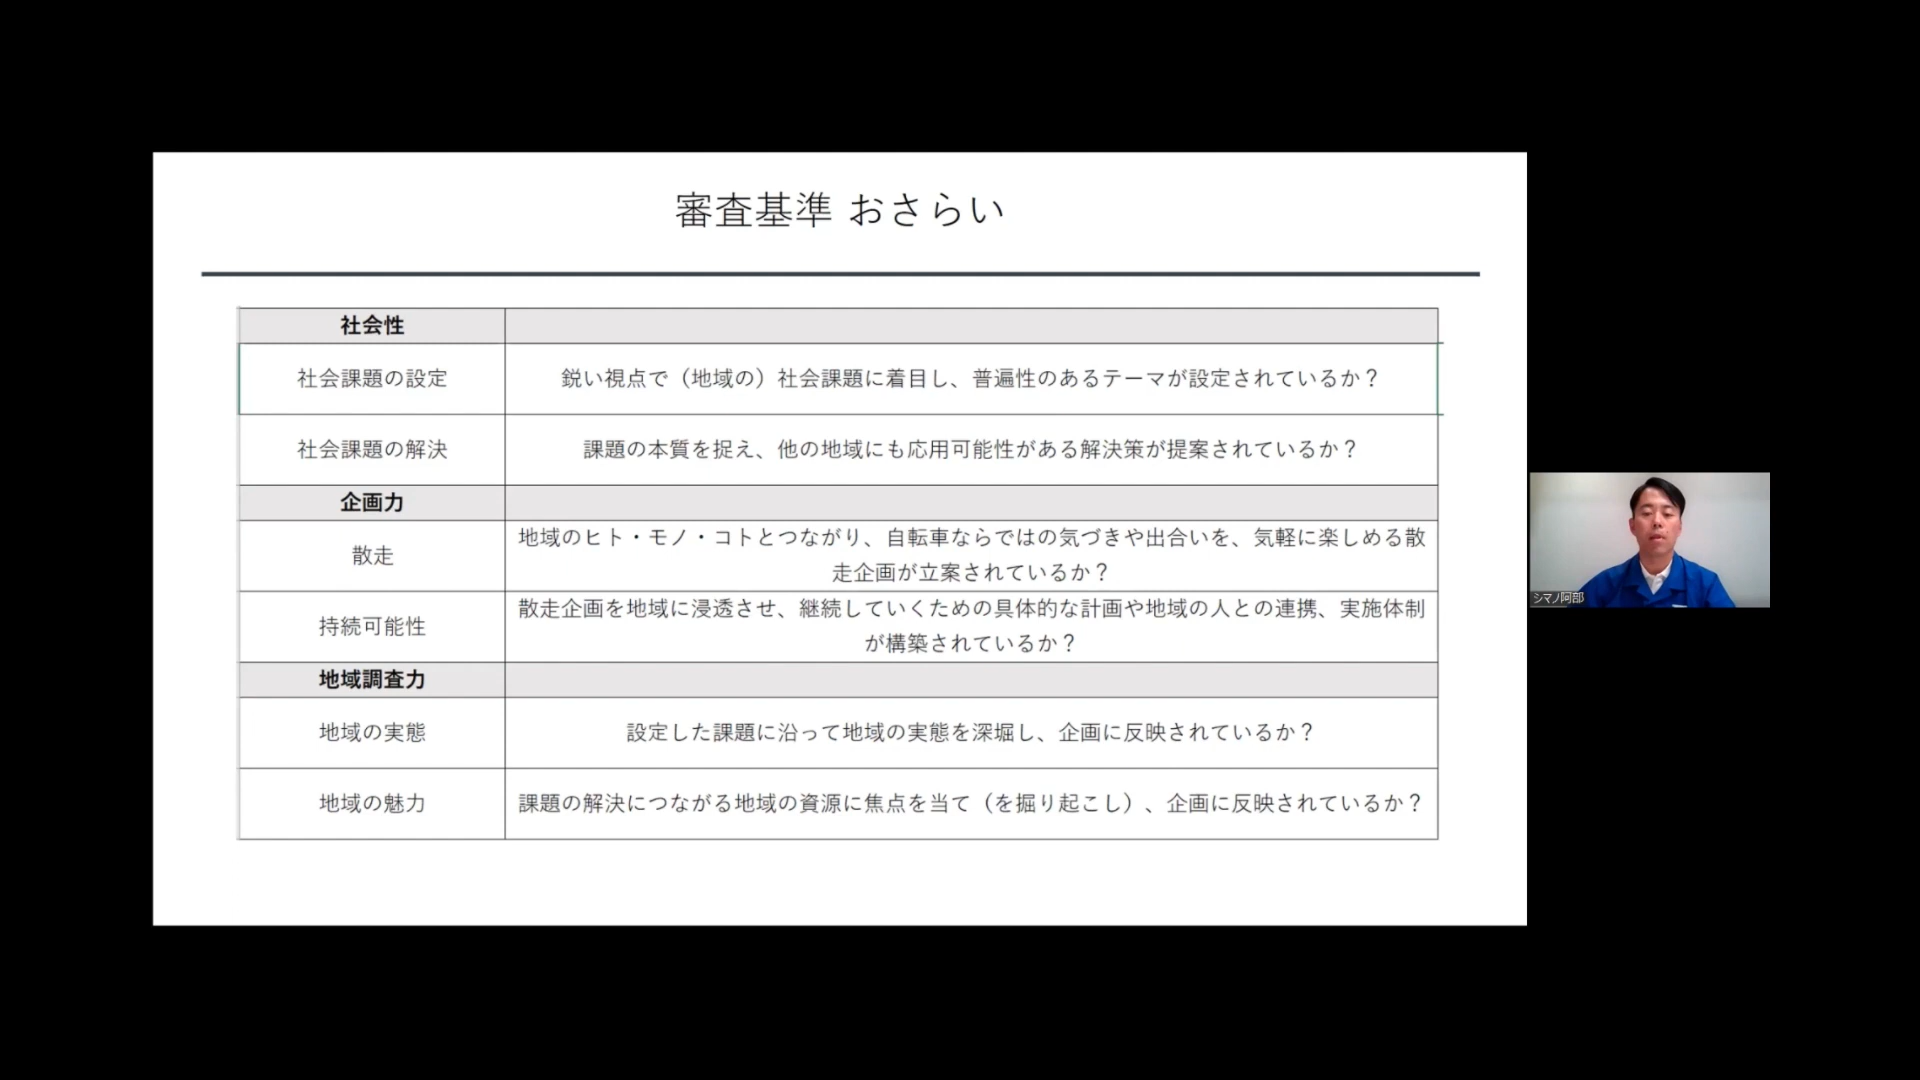 審査基準 おさらい
社会性
社会課題の設定
鋭い視点で（地域の）社会課題に着目し、普遍性のあるテーマが設定されているか？
社会課題の解決
課題の本質を捉え、他の地域にも応用可能性がある解決策が提案されているか？
企画力
散走
地域のヒト・モノ・コトとつながり、自転車ならではの気づきや出合いを、気軽に楽しめる散
走企画が立案されているか？
持続可能性
散走企画を地域に浸透させ、継続していくための具体的な計画や地域の人との連携、実施体制
が構築されているか？
地域調査力
地域の実態
設定した課題に沿って地域の実態を深堀し、企画に反映されているか？
地域の魅力
課題の解決につながる地域の資源に焦点を当て（を掘り起こし）、企画に反映されているか？
シマノ阿部